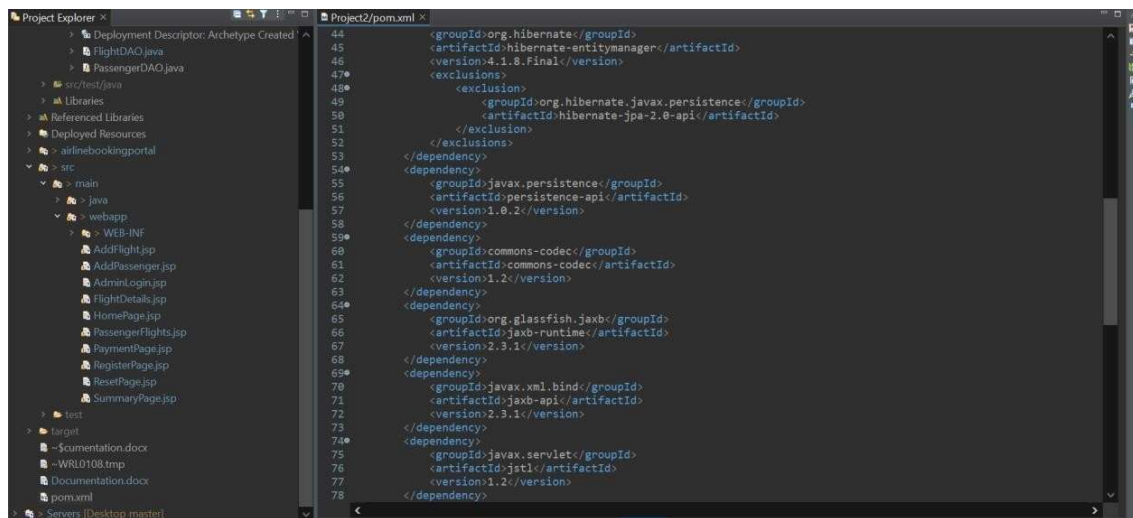 Project Explorer ×
> Deployment Descriptor: Archetype Created
> FlightDAO.java
> PassengerDAO.java
> src/test/java
> Libraries
> Referenced Libraries
> Deployed Resources
> > airlinebookingportal
> src
> main
> > java
> webapp
> > WEB-INF
AddFlight.jsp
AddPassenger.jsp
AdminLogin.jsp
FlightDetails.jsp
HomePage.jsp
PassengerFlights.jsp
PaymentPage.jsp
RegisterPage.jsp
ResetPage.jsp
SummaryPage.jsp
> test
> target
~$cumentation.docx
~WRL0108.tmp
Documentation.docx
pom.xml
> > Servers [Desktop master]
Project2/pom.xml ×
44 <groupId>org.hibernate</groupId>
45 <artifactId>hibernate-entitymanager</artifactId>
46 <version>4.1.8.Final</version>
47 <exclusions>
48 <exclusion>
49 <groupId>org.hibernate.javax.persistence</groupId>
50 <artifactId>hibernate-jpa-2.0-api</artifactId>
51 </exclusion>
52 </exclusions>
53 </dependency>
54 <dependency>
55 <groupId>javax.persistence</groupId>
56 <artifactId>persistence-api</artifactId>
57 <version>1.0.2</version>
58 </dependency>
59 <dependency>
60 <groupId>commons-codec</groupId>
61 <artifactId>commons-codec</artifactId>
62 <version>1.2</version>
63 </dependency>
64 <dependency>
65 <groupId>org.glassfish.jaxb</groupId>
66 <artifactId>jaxb-runtime</artifactId>
67 <version>2.3.1</version>
68 </dependency>
69 <dependency>
70 <groupId>javax.xml.bind</groupId>
71 <artifactId>jaxb-api</artifactId>
72 <version>2.3.1</version>
73 </dependency>
74 <dependency>
75 <groupId>javax.servlet</groupId>
76 <artifactId>jstl</artifactId>
77 <version>1.2</version>
78 </dependency>